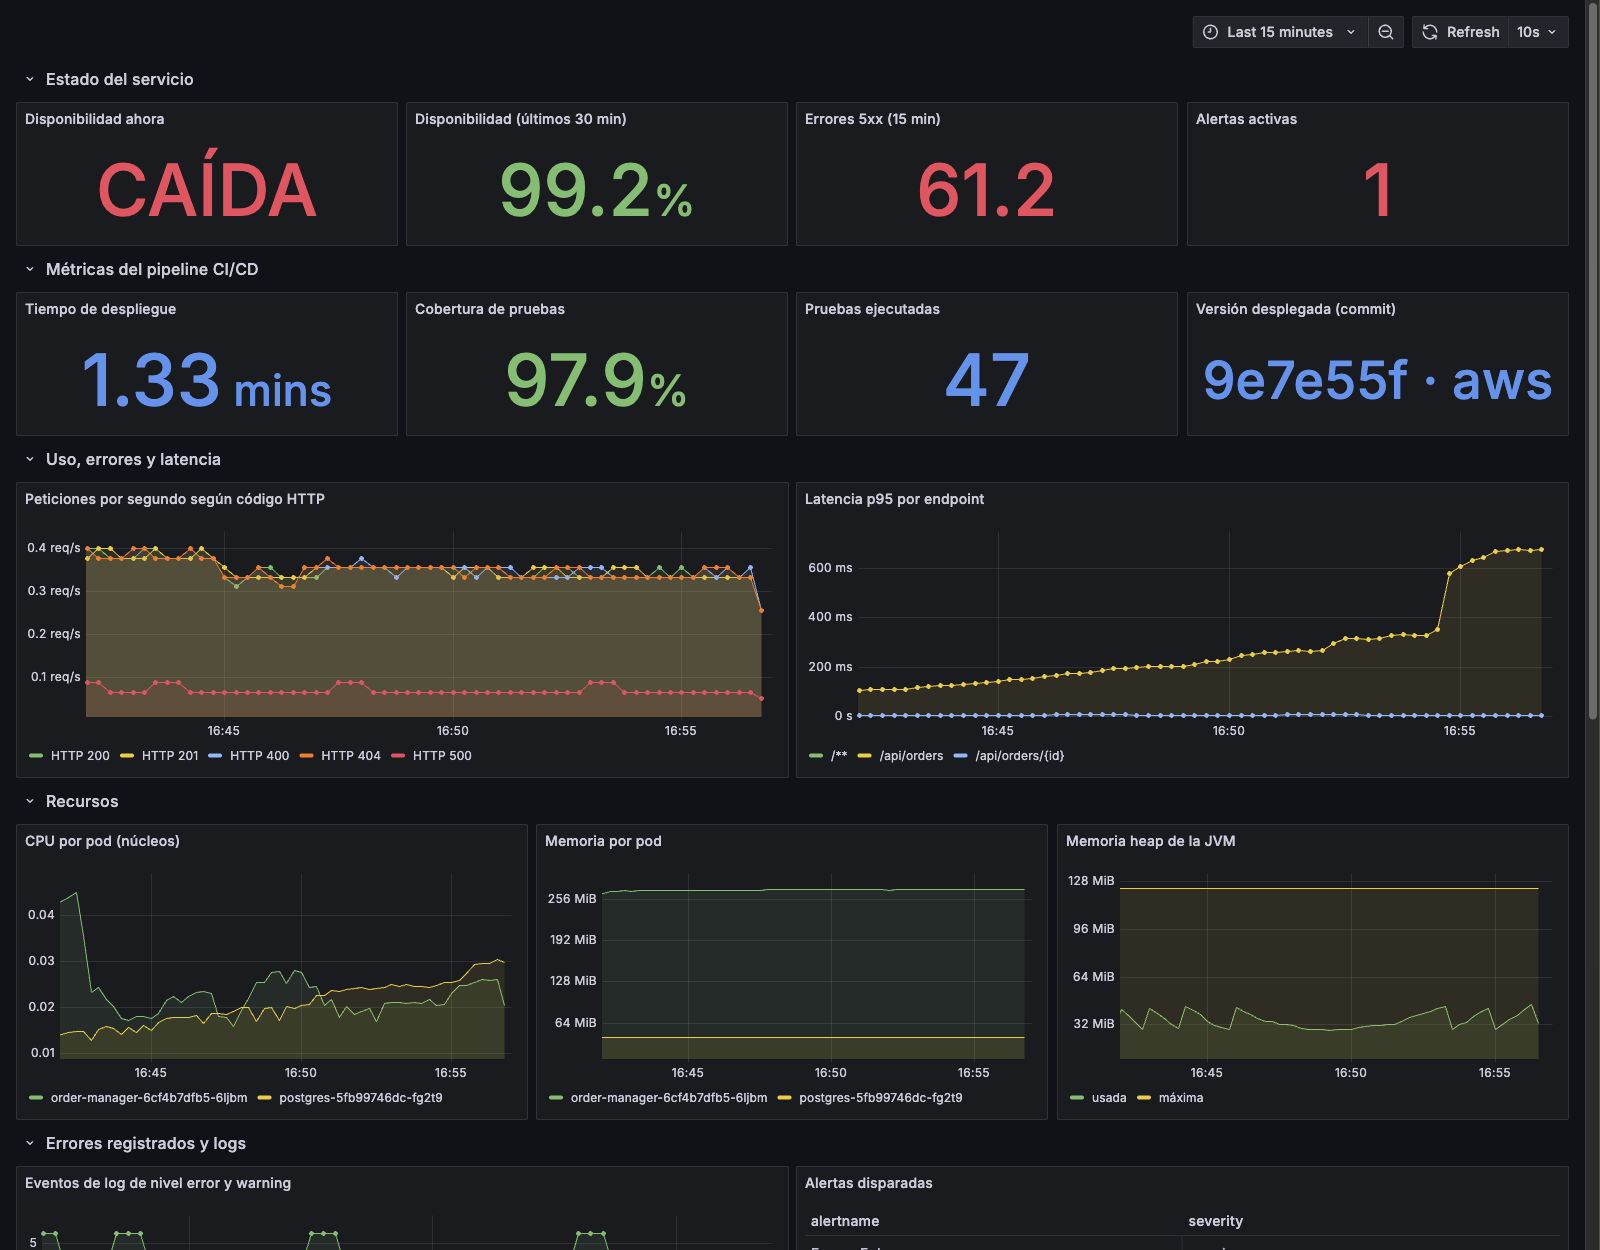 Last 15 minutes
Refresh
10s
Estado del servicio
Disponibilidad ahora
Disponibilidad (últimos 30 min)
Errores 5xx (15 min)
Alertas activas
CAÍDA
99.2%
61.2
1
Métricas del pipeline CI/CD
Tiempo de despliegue
Cobertura de pruebas
Pruebas ejecutadas
Versión desplegada (commit)
1.33 mins
97.9%
47
9e7e55f · aws
Uso, errores y latencia
Peticiones por segundo según código HTTP
0.4 req/s
0.3 req/s
0.2 req/s
0.1 req/s
16:45 16:50 16:55
HTTP 200 HTTP 201 HTTP 400 HTTP 404 HTTP 500
Latencia p95 por endpoint
600 ms
400 ms
200 ms
0 s
16:45 16:50 16:55
/** /api/orders /api/orders/{id}
Recursos
CPU por pod (núcleos)
0.04
0.03
0.02
0.01
16:45 16:50 16:55
order-manager-6cf4b7dfb5-6ljbm postgres-5fb99746dc-fg2t9
Memoria por pod
256 MiB
192 MiB
128 MiB
64 MiB
16:45 16:50 16:55
order-manager-6cf4b7dfb5-6ljbm postgres-5fb99746dc-fg2t9
Memoria heap de la JVM
128 MiB
96 MiB
64 MiB
32 MiB
16:45 16:50 16:55
usada máxima
Errores registrados y logs
Eventos de log de nivel error y warning
5
Alertas disparadas
alertname severity